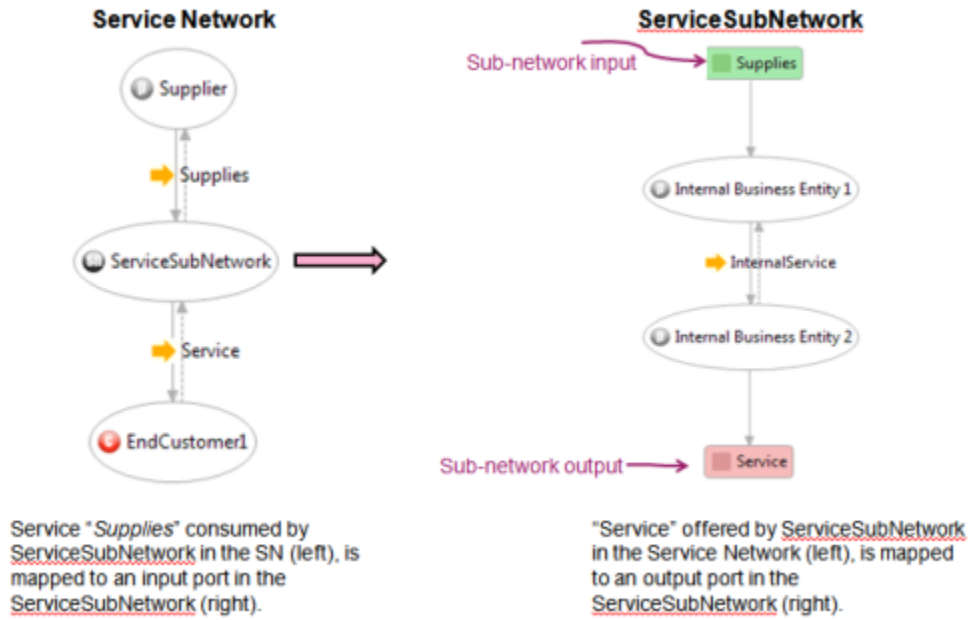 Service Network
Supplier
Supplies
ServiceSubNetwork
Service
EndCustomer1
Service "Supplies" consumed by
ServiceSubNetwork in the SN (left), is
mapped to an input port in the
ServiceSubNetwork (right).
ServiceSubNetwork
Sub-network input
Supplies
Internal Business Entity 1
InternalService
Internal Business Entity 2
Sub-network output
Service
"Service" offered by ServiceSubNetwork
in the Service Network (left), is mapped
to an output port in the
ServiceSubNetwork (right).